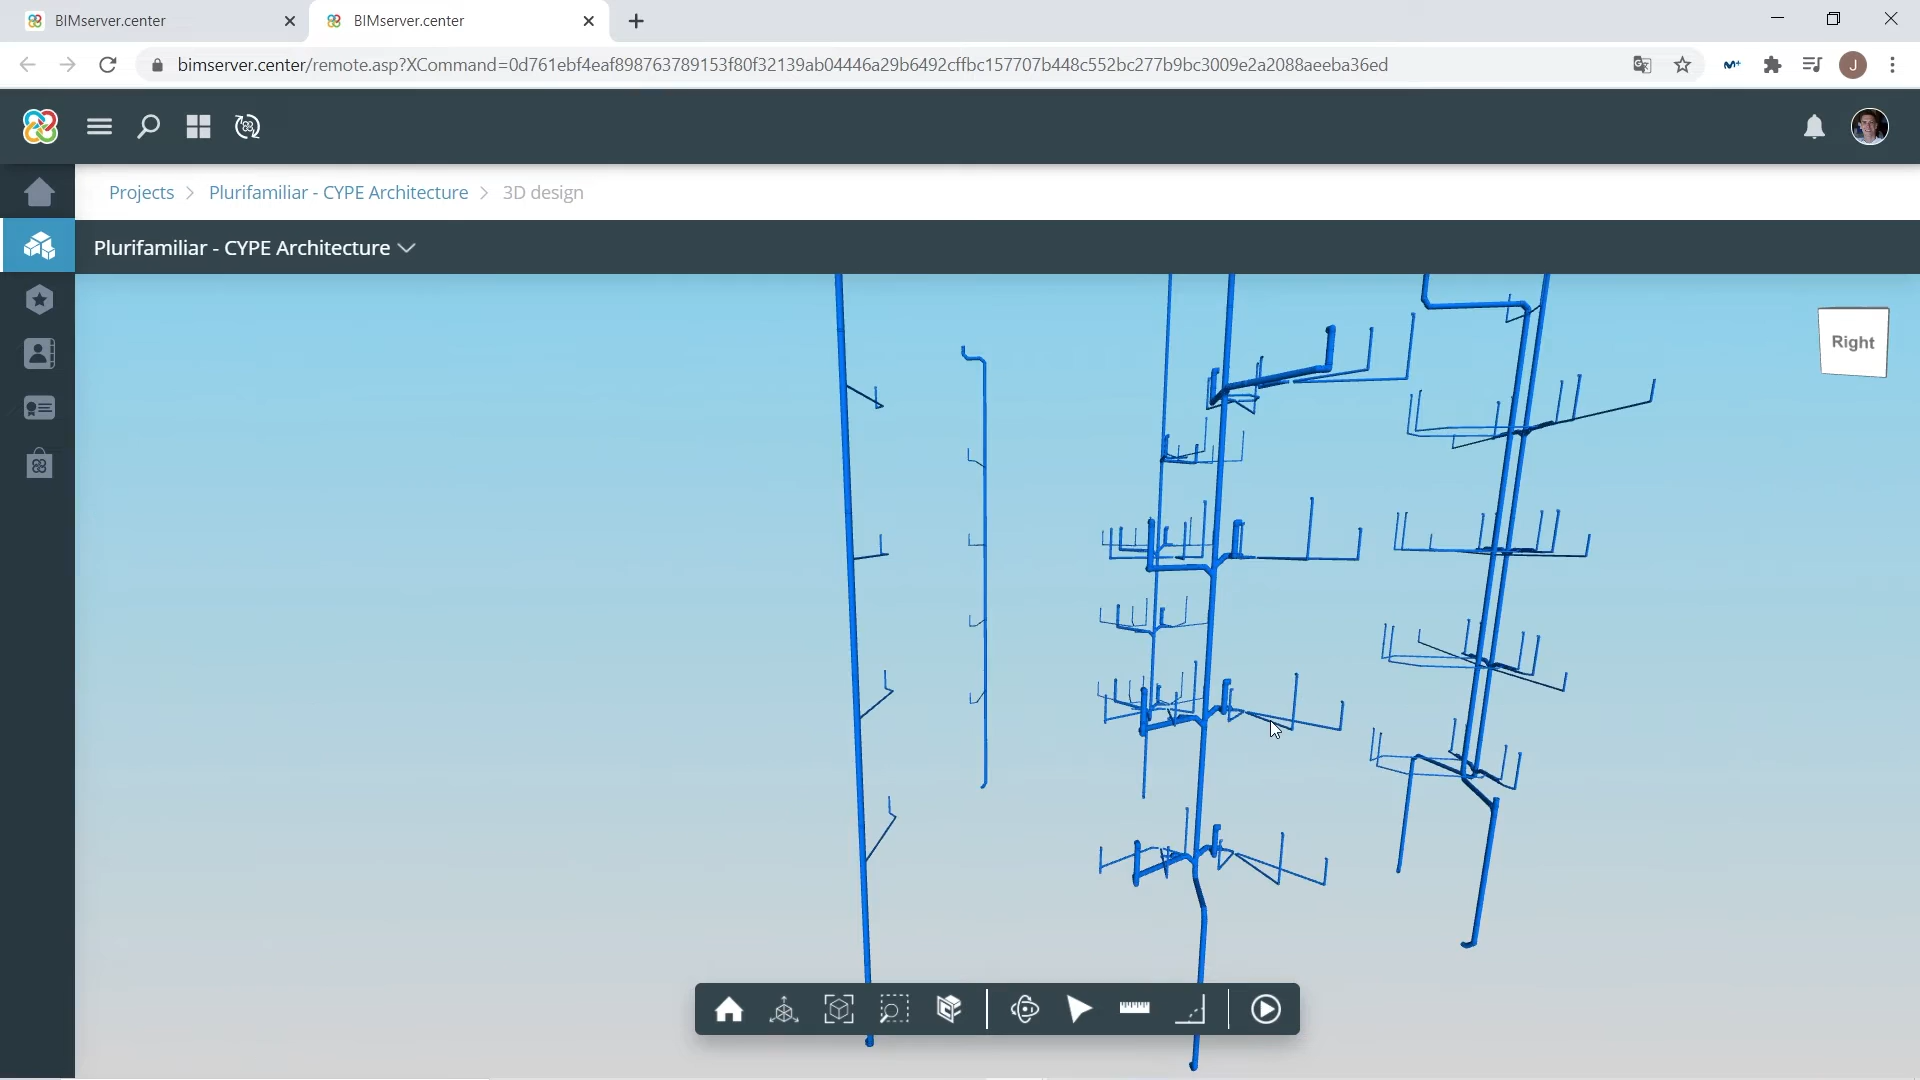 BIMserver.center
BIMserver.center
bimserver.center/remote.asp?XCommand=0d761ebf4eaf898763789153f80f32139ab04446a29b6492cffbc157707b448c552bc277b9bc3009e2a2088aeeba36ed
J
Projects > Plurifamiliar - CYPE Architecture > 3D design
Plurifamiliar - CYPE Architecture
Right